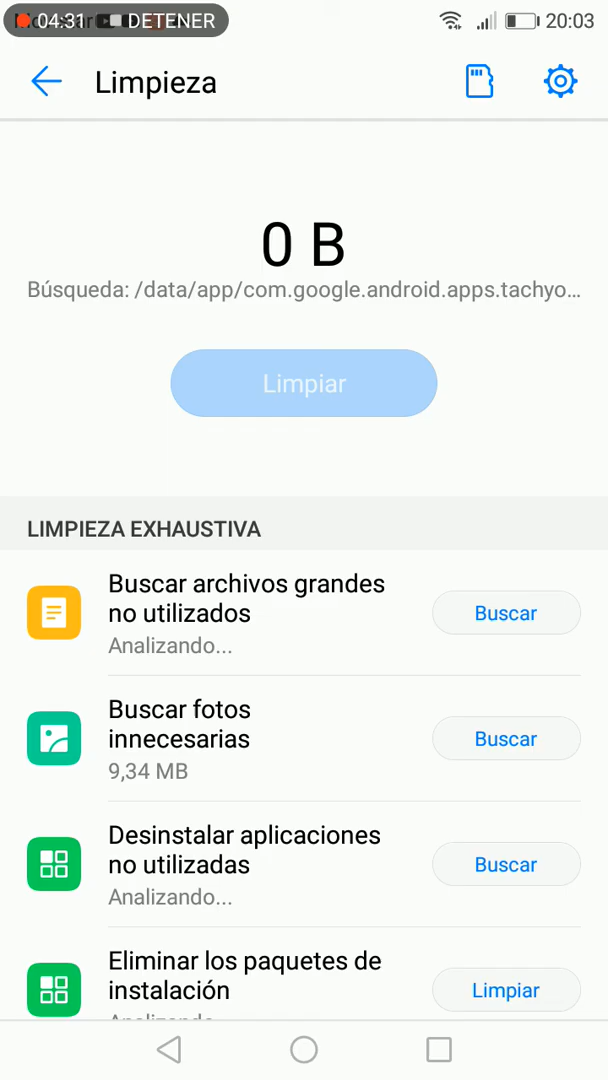 04:31 DETENER 20:03
Limpieza
0 B
Búsqueda: /data/app/com.google.android.apps.tachyo...
Limpiar
LIMPIEZA EXHAUSTIVA
Buscar archivos grandes
no utilizados
Buscar
Analizando...
Buscar fotos
innecesarias
Buscar
9,34 MB
Desinstalar aplicaciones
no utilizadas
Buscar
Analizando...
Eliminar los paquetes de
instalación
Limpiar
Analizando...